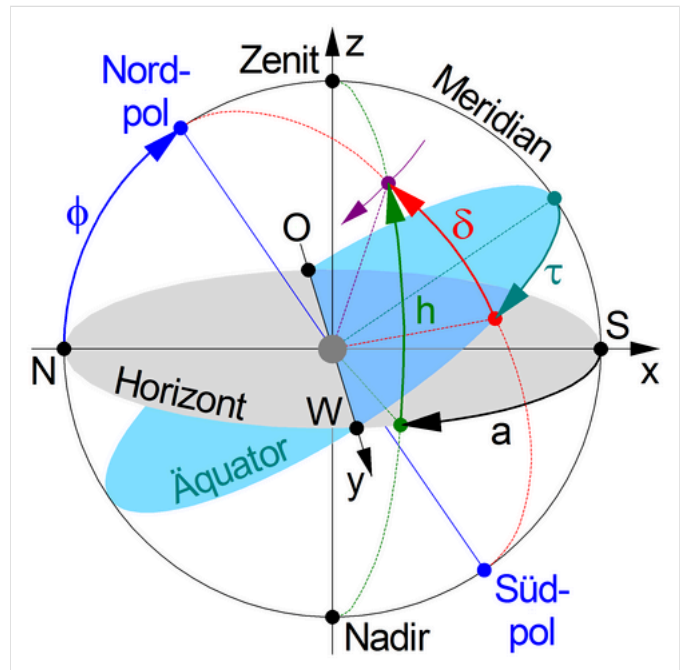 z
Zenit
Nord-
pol
Meridian
ϕ
O
δ
τ
h
S
N
x
Horizont
W
a
y
Äquator
Süd-
pol
Nadir